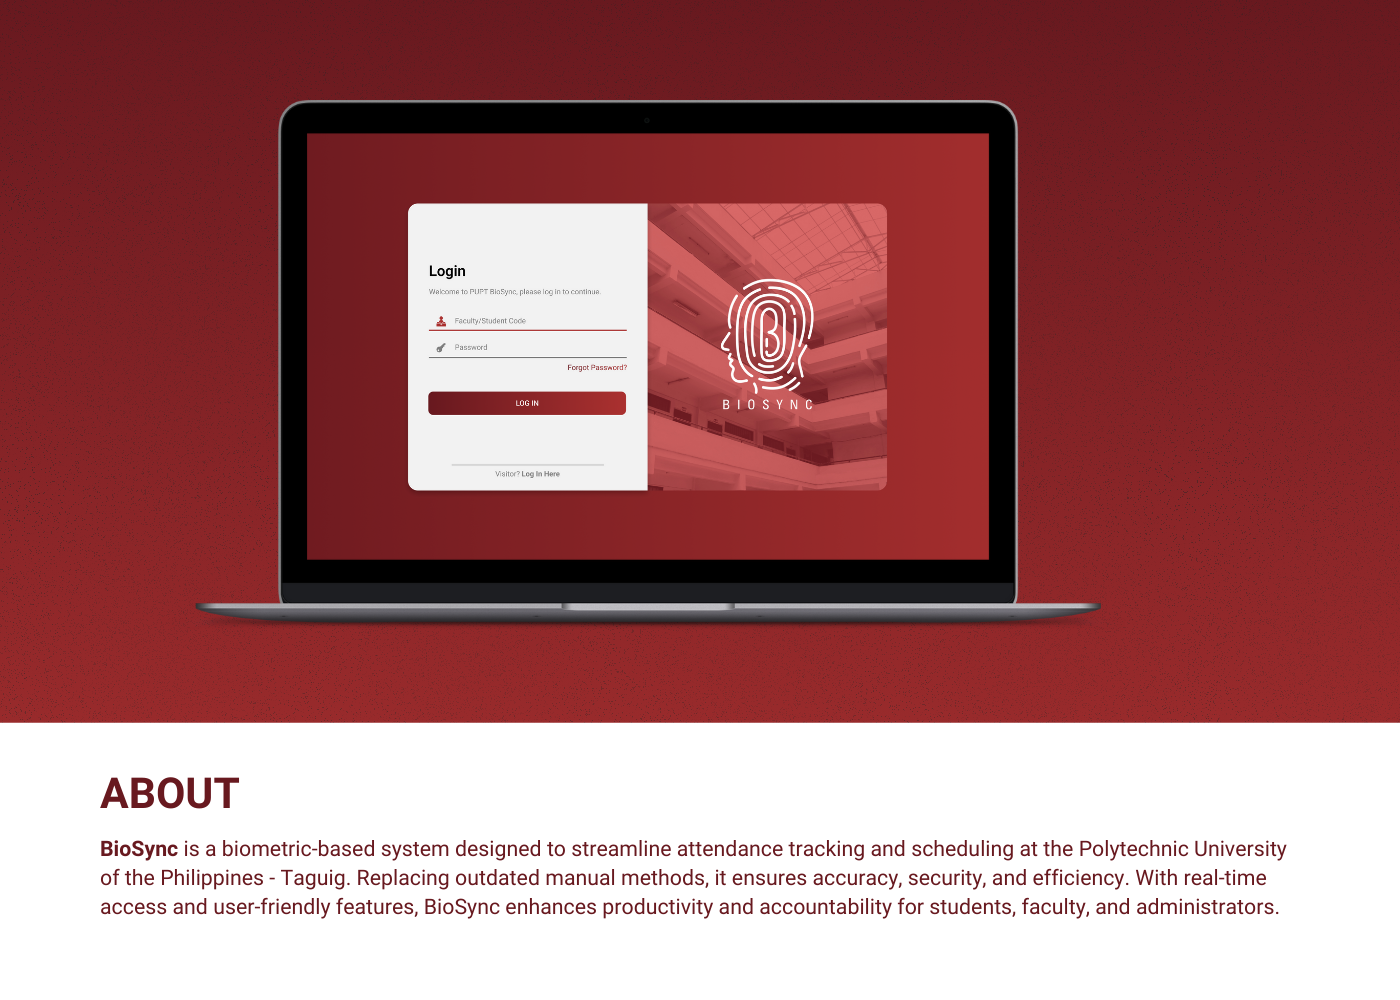 Login
Welcome to PUPT BioSync, please log in to continue.
Faculty/Student Code
Password
Forgot Password?
LOG IN
Visitor? Log In Here
BIOSYNC
ABOUT
BioSync is a biometric-based system designed to streamline attendance tracking and scheduling at the Polytechnic University
of the Philippines - Taguig. Replacing outdated manual methods, it ensures accuracy, security, and efficiency. With real-time
access and user-friendly features, BioSync enhances productivity and accountability for students, faculty, and administrators.